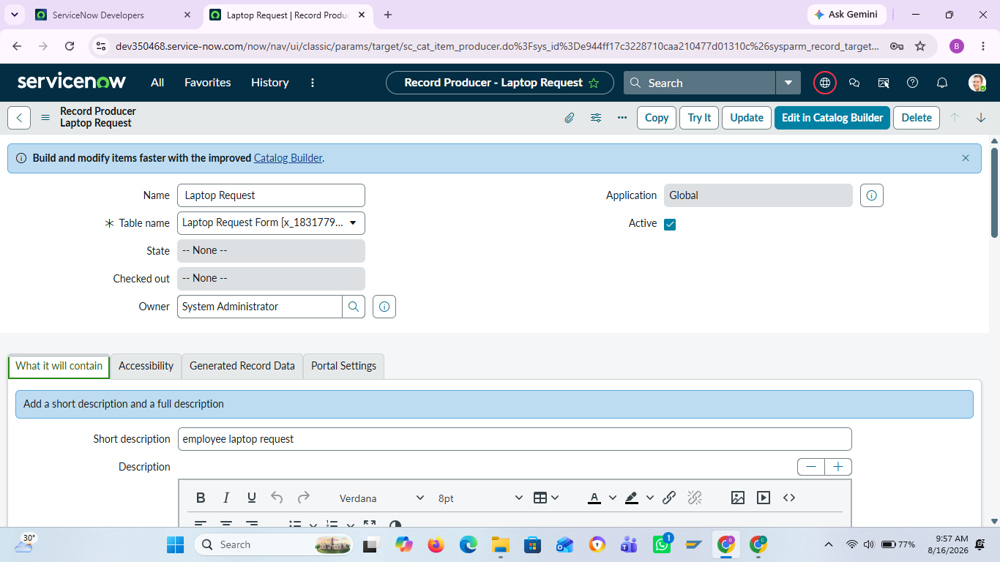 ServiceNow Developers
Laptop Request | Record Produ
Ask Gemini
dev350468.service-now.com/now/nav/ui/classic/params/target/sc_cat_item_producer.do%3Fsys_id%3De944ff17c3228710caa210477d01310c%26sysparm_record_target...
B
servicenow
All
Favorites
History
Record Producer - Laptop Request
Search
Record Producer
Laptop Request
Copy
Try It
Update
Edit in Catalog Builder
Delete
Build and modify items faster with the improved Catalog Builder.
Name
Laptop Request
Application
Global
* Table name
Laptop Request Form [x_1831779...
Active
State
-- None --
Checked out
-- None --
Owner
System Administrator
What it will contain
Accessibility
Generated Record Data
Portal Settings
Add a short description and a full description
Short description
employee laptop request
Description
B I U
Verdana
8pt
A
30°
Search
1
77%
9:57 AM
8/16/2026